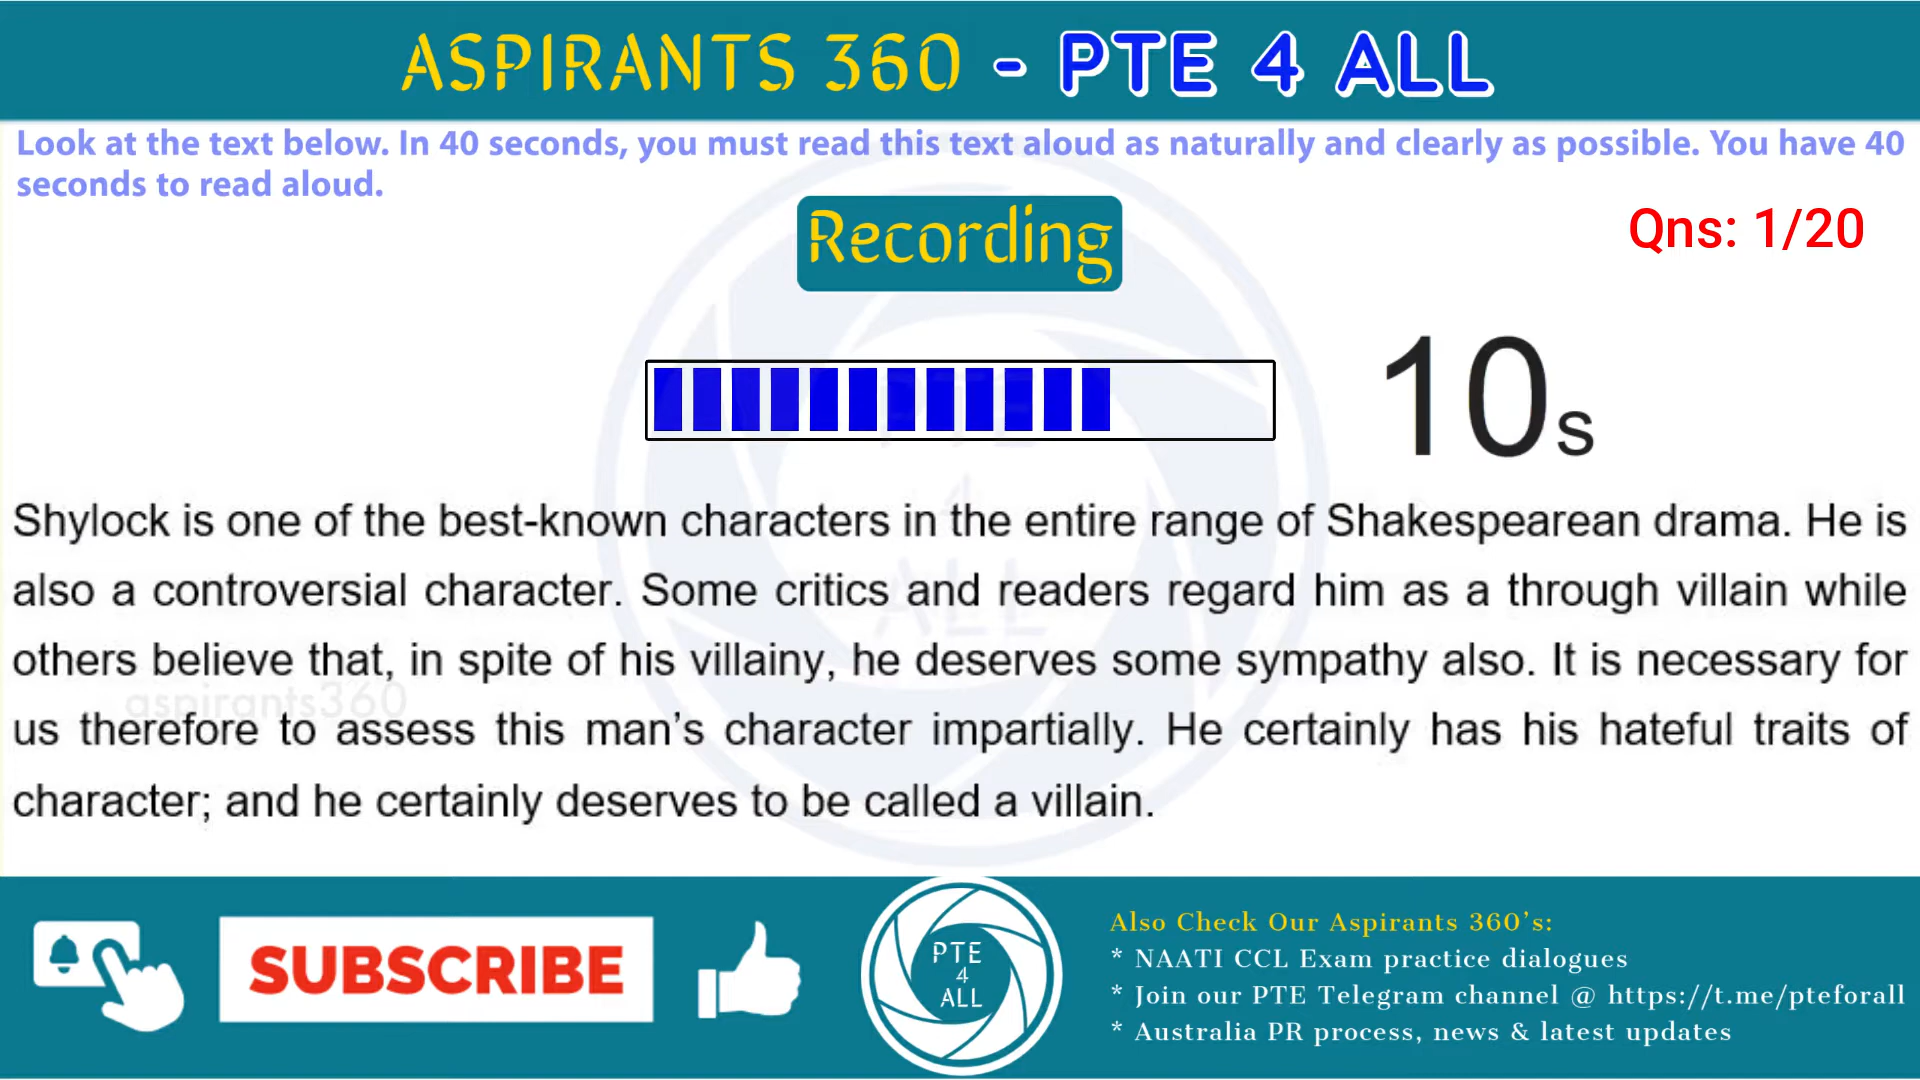 ASPIRANTS 360 - PTE 4 ALL
Look at the text below. In 40 seconds, you must read this text aloud as naturally and clearly as possible. You have 40
seconds to read aloud.
Recording
Qns: 1/20
10s
Shylock is one of the best-known characters in the entire range of Shakespearean drama. He is
also a controversial character. Some critics and readers regard him as a through villain while
others believe that, in spite of his villainy, he deserves some sympathy also. It is necessary for
aspirants360
us therefore to assess this man's character impartially. He certainly has his hateful traits of
character; and he certainly deserves to be called a villain.
SUBSCRIBE
PTE
4
ALL
Also Check Our Aspirants 360's:
* NAATI CCL Exam practice dialogues
* Join our PTE Telegram channel @ https://t.me/pteforall
* Australia PR process, news & latest updates